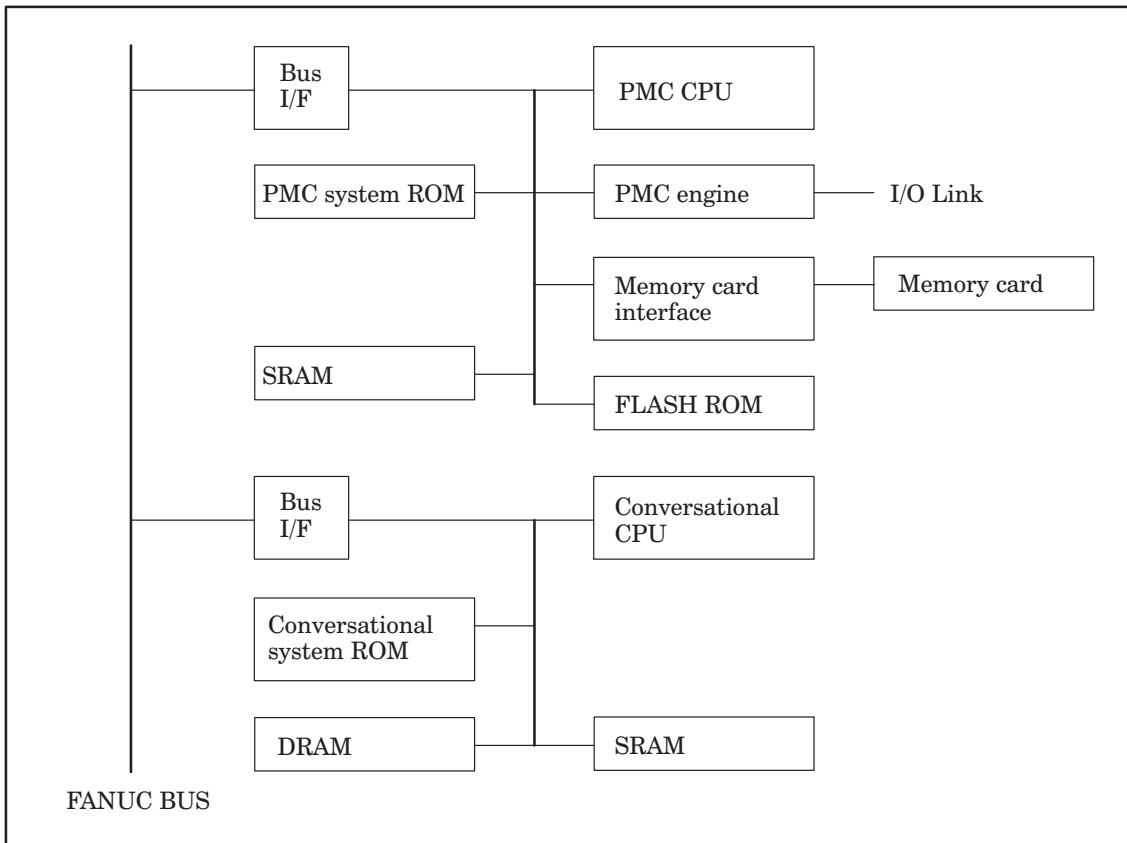 Bus
I/F
PMC CPU
PMC system ROM
PMC engine
I/O Link
Memory card
interface
Memory card
SRAM
FLASH ROM
Bus
I/F
Conversational
CPU
Conversational
system ROM
DRAM
SRAM
FANUC BUS